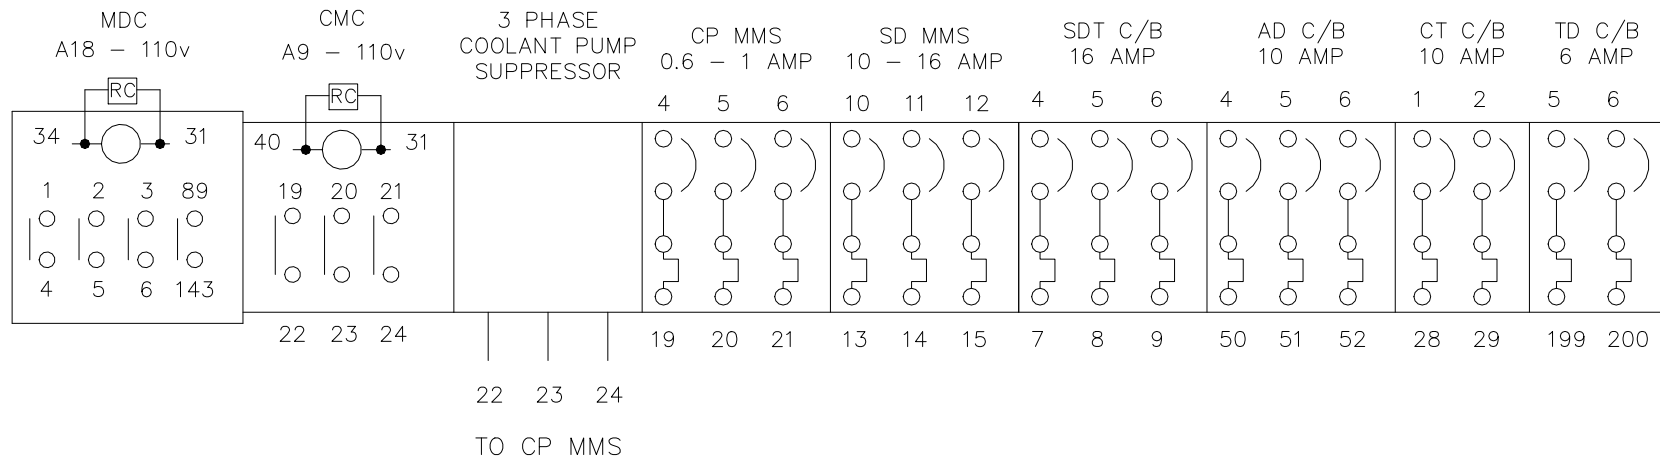 MDC
A18 - 110v
RC
34 31
1 2 3 89
4 5 6 143
CMC
A9 - 110v
RC
40 31
19 20 21
22 23 24
3 PHASE
COOLANT PUMP
SUPPRESSOR
22 23 24
TO CP MMS
CP MMS
0.6 - 1 AMP
4 5 6
19 20 21
SD MMS
10 - 16 AMP
10 11 12
13 14 15
SDT C/B
16 AMP
4 5 6
7 8 9
AD C/B
10 AMP
4 5 6
50 51 52
CT C/B
10 AMP
1 2
28 29
TD C/B
6 AMP
5 6
199 200